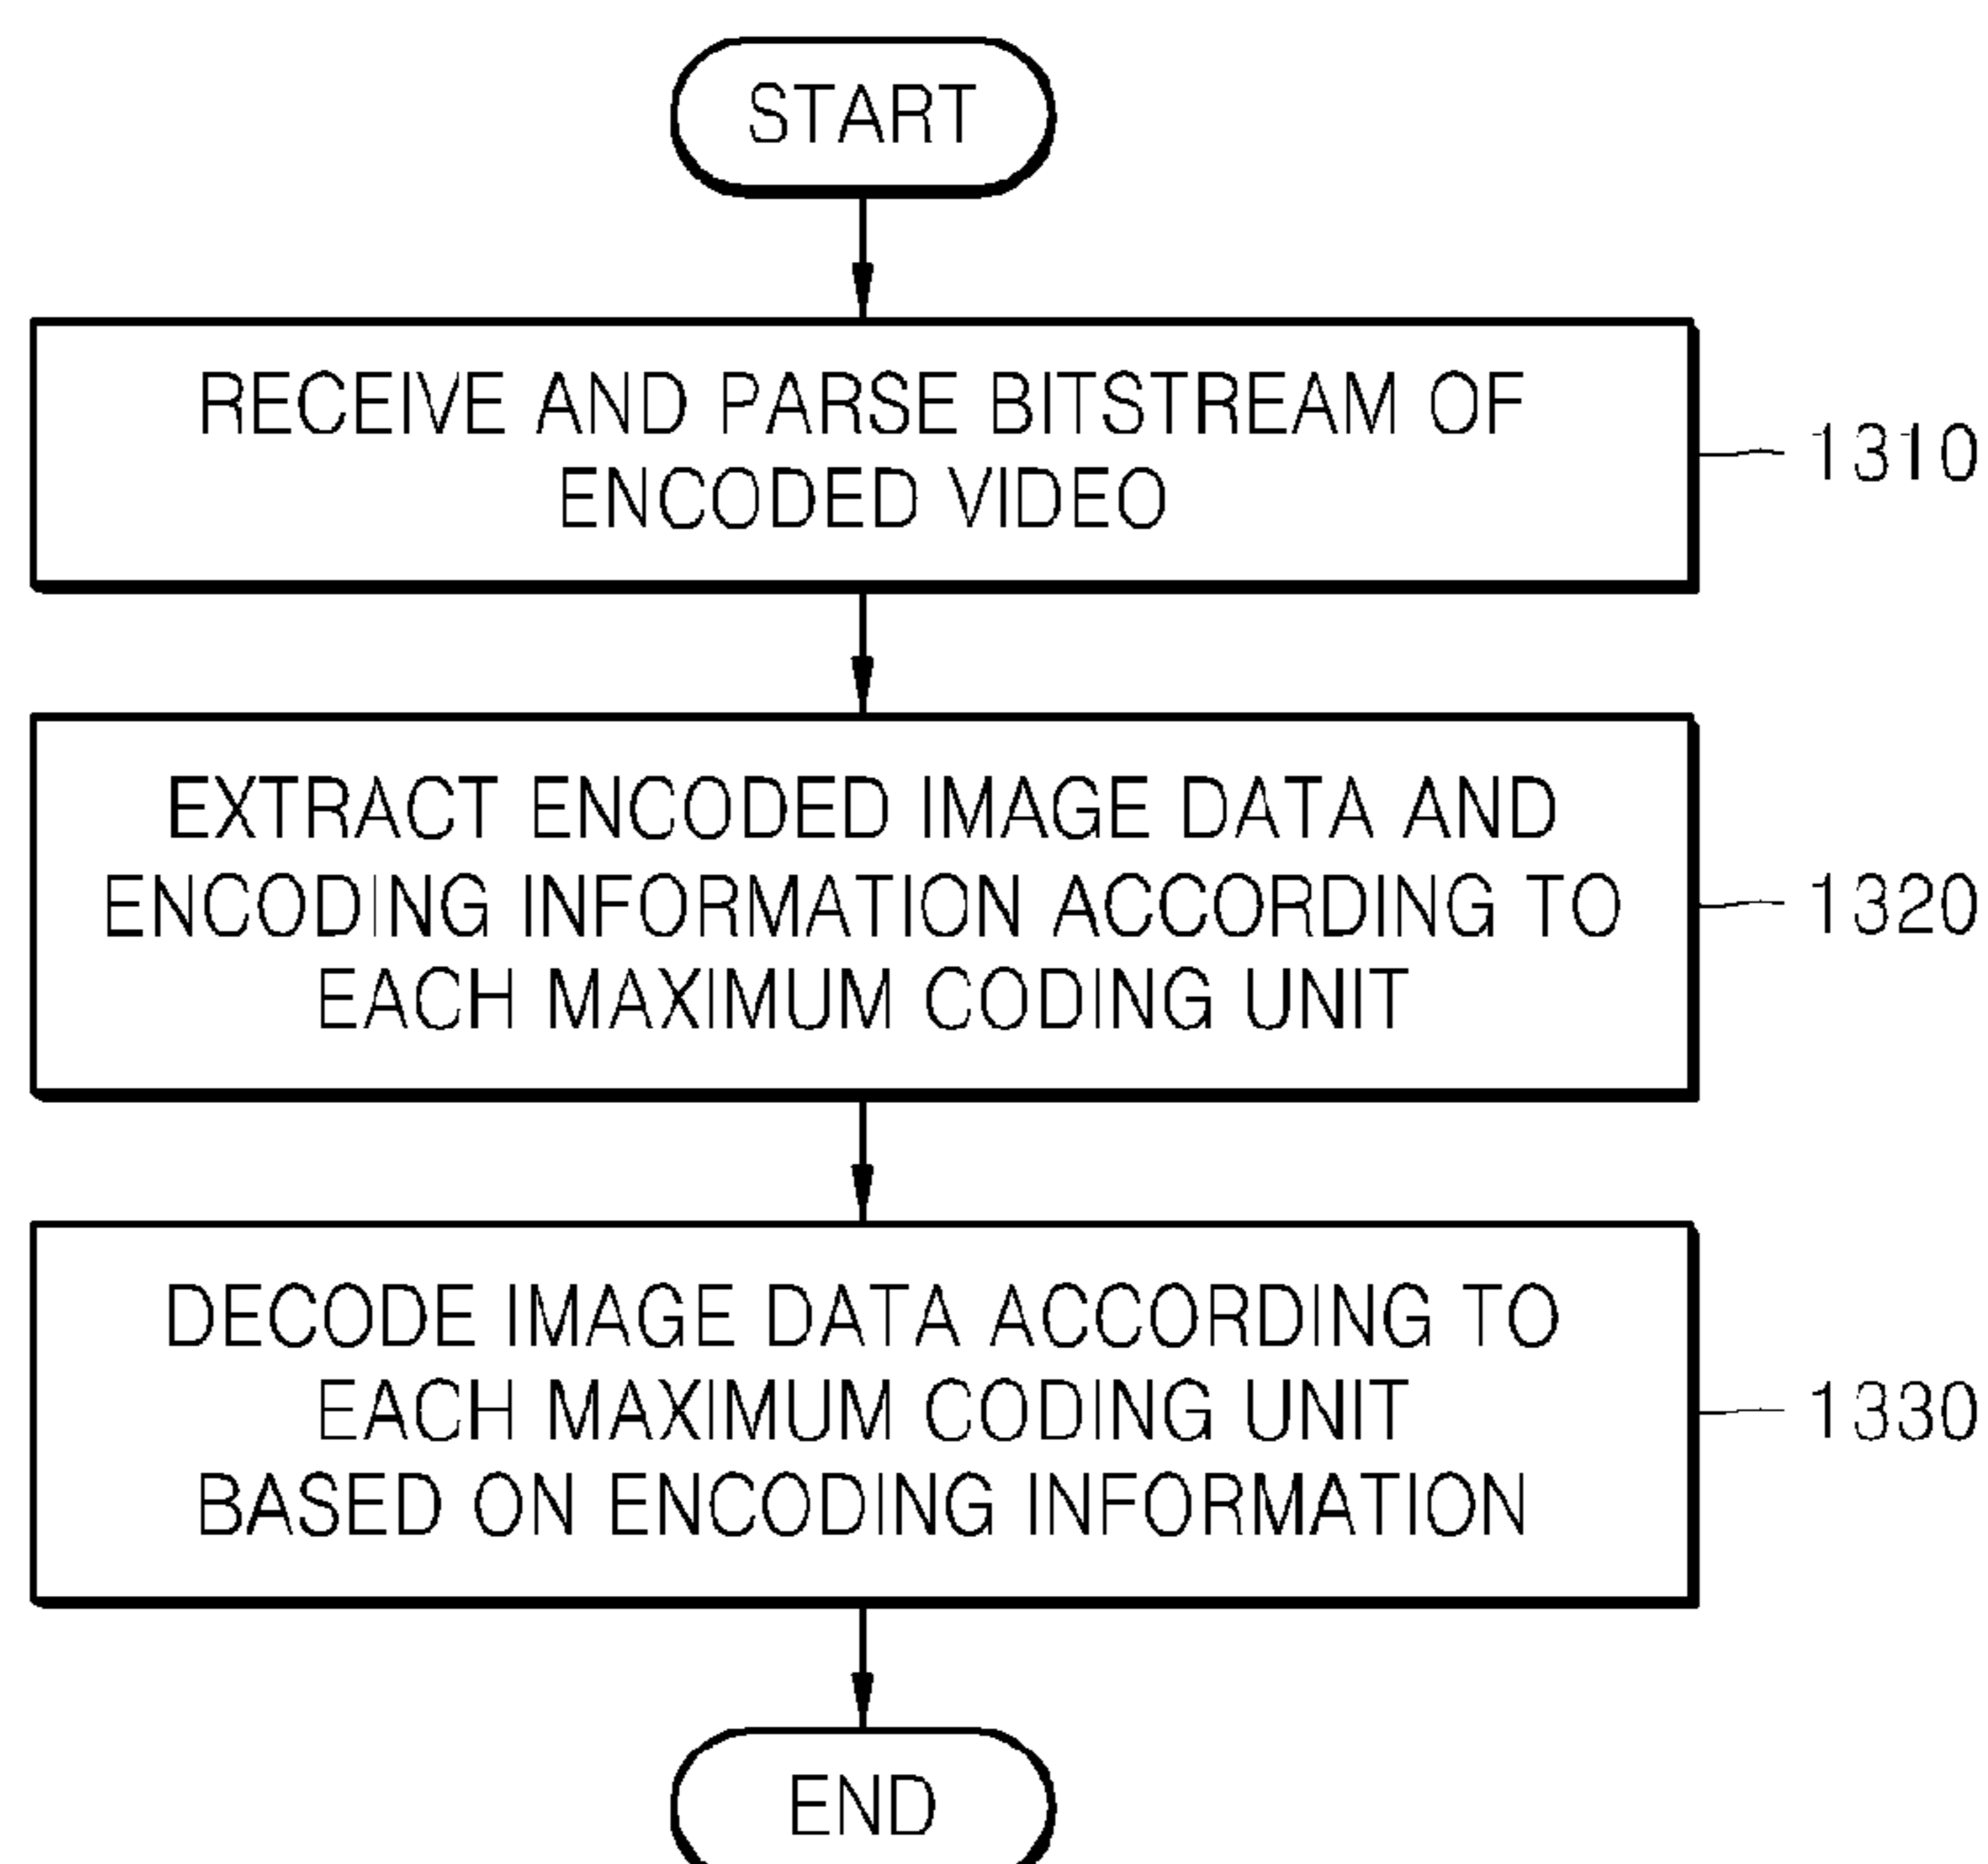 START
RECEIVE AND PARSE BITSTREAM OF
ENCODED VIDEO
1310
EXTRACT ENCODED IMAGE DATA AND
ENCODING INFORMATION ACCORDING TO
EACH MAXIMUM CODING UNIT
1320
DECODE IMAGE DATA ACCORDING TO
EACH MAXIMUM CODING UNIT
BASED ON ENCODING INFORMATION
1330
END